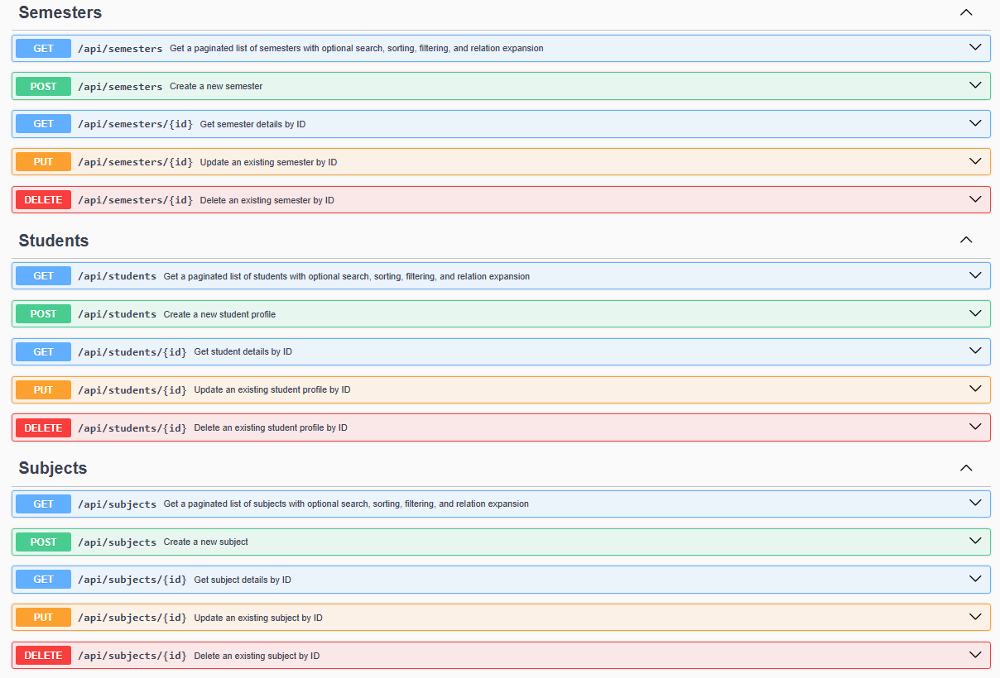 Semesters
GET /api/semesters Get a paginated list of semesters with optional search, sorting, filtering, and relation expansion
POST /api/semesters Create a new semester
GET /api/semesters/{id} Get semester details by ID
PUT /api/semesters/{id} Update an existing semester by ID
DELETE /api/semesters/{id} Delete an existing semester by ID
Students
GET /api/students Get a paginated list of students with optional search, sorting, filtering, and relation expansion
POST /api/students Create a new student profile
GET /api/students/{id} Get student details by ID
PUT /api/students/{id} Update an existing student profile by ID
DELETE /api/students/{id} Delete an existing student profile by ID
Subjects
GET /api/subjects Get a paginated list of subjects with optional search, sorting, filtering, and relation expansion
POST /api/subjects Create a new subject
GET /api/subjects/{id} Get subject details by ID
PUT /api/subjects/{id} Update an existing subject by ID
DELETE /api/subjects/{id} Delete an existing subject by ID